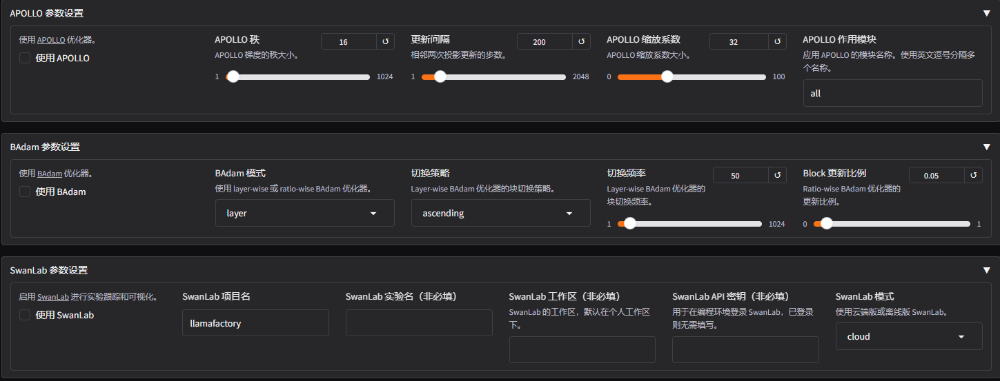 APOLLO 参数设置
▼
使用 APOLLO 优化器。
使用 APOLLO
APOLLO 秩
16
↺
APOLLO 梯度的秩大小。
1
1024
更新间隔
200
↺
相邻两次投影更新的步数。
1
2048
APOLLO 缩放系数
32
↺
APOLLO 缩放系数大小。
0
100
APOLLO 作用模块
应用 APOLLO 的模块名称。使用英文逗号分隔多
个名称。
all
BAdam 参数设置
▼
使用 BAdam 优化器。
使用 BAdam
BAdam 模式
使用 layer-wise 或 ratio-wise BAdam 优化器。
layer
切换策略
Layer-wise BAdam 优化器的块切换策略。
ascending
切换频率
50
↺
Layer-wise BAdam 优化器的
块切换频率。
1
1024
Block 更新比例
0.05
↺
Ratio-wise BAdam 优化器的
更新比例。
0
1
SwanLab 参数设置
▼
启用 SwanLab 进行实验跟踪和可视化。
使用 SwanLab
SwanLab 项目名
llamafactory
SwanLab 实验名（非必填）
SwanLab 工作区（非必填）
SwanLab 的工作区，默认在个人工作区
下。
SwanLab API 密钥（非必填）
用于在编程环境登录 SwanLab，已登录
则无需填写。
SwanLab 模式
使用云端版或离线版 SwanLab。
cloud